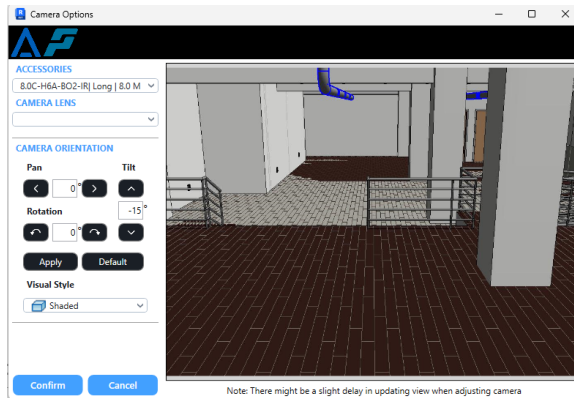 Camera Options
ACCESSORIES
8.0C-H6A-BO2-IR| Long | 8.0 M
CAMERA LENS
CAMERA ORIENTATION
Pan
Tilt
0°
-15°
Rotation
0°
Apply
Default
Visual Style
Shaded
Confirm
Cancel
Note: There might be a slight delay in updating view when adjusting camera